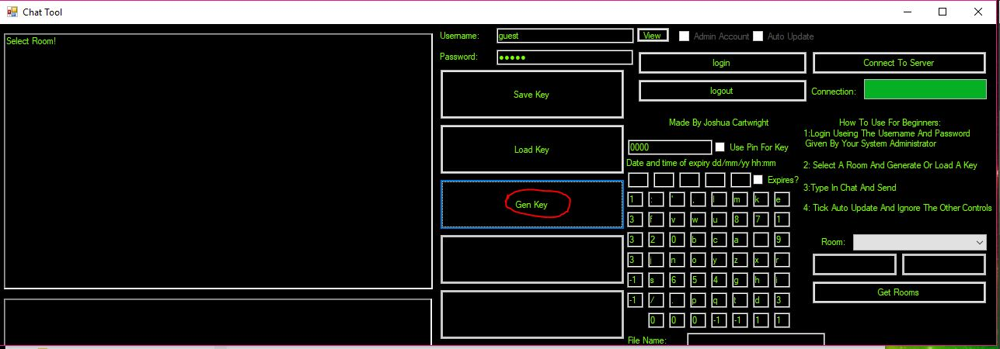 Chat Tool
Select Room!
Username:
guest
View
Admin Account
Auto Update
Password:
●●●●●
login
Connect To Server
Save Key
logout
Connection:
Made By Joshua Cartwright
How To Use For Beginners:
1:Login Useing The Username And Password
Given By Your System Administrator
Load Key
0000
Use Pin For Key
Date and time of expiry dd/mm/yy hh:mm
2: Select A Room And Generate Or Load A Key
Expires?
3:Type In Chat And Send
Gen Key
4: Tick Auto Update And Ignore The Other Controls
1 : ' , l m k e
3 f v w u 8 7 1
3 2 0 b c a 9
3 j n o y z x r
-1 s 6 5 4 g h i
-1 / . p q t d 3
0 0 0 -1 -1 1 1
Room:
Get Rooms
File Name: